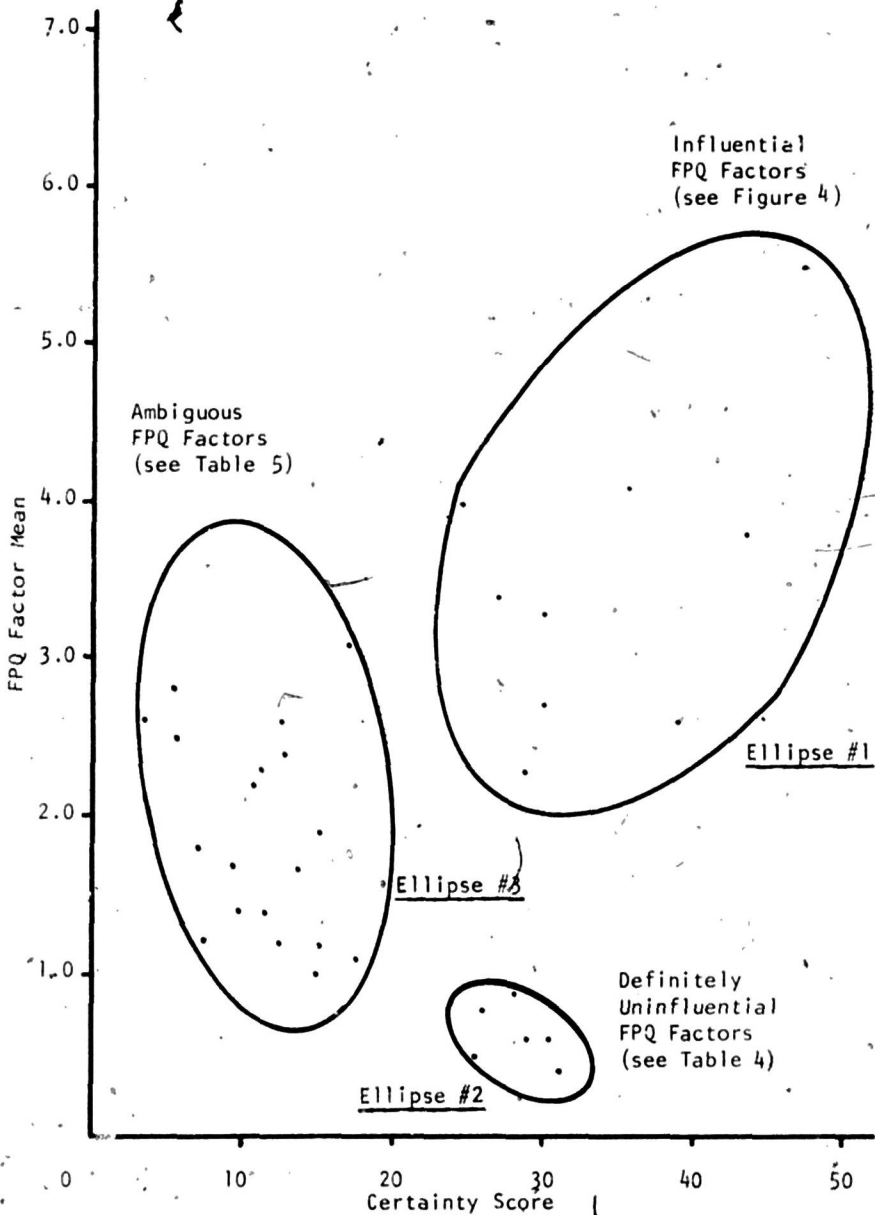 7.0
Influential
FPQ Factors
(see Figure 4)
6.0
5.0
Ambiguous
FPQ Factors
(see Table 5)
4.0
FPQ Factor Mean
3.0
Ellipse #1
2.0
Ellipse #3
1.0
Definitely
Uninfluential
FPQ Factors
(see Table 4)
Ellipse #2
0
10
20
30
40
50
Certainty Score